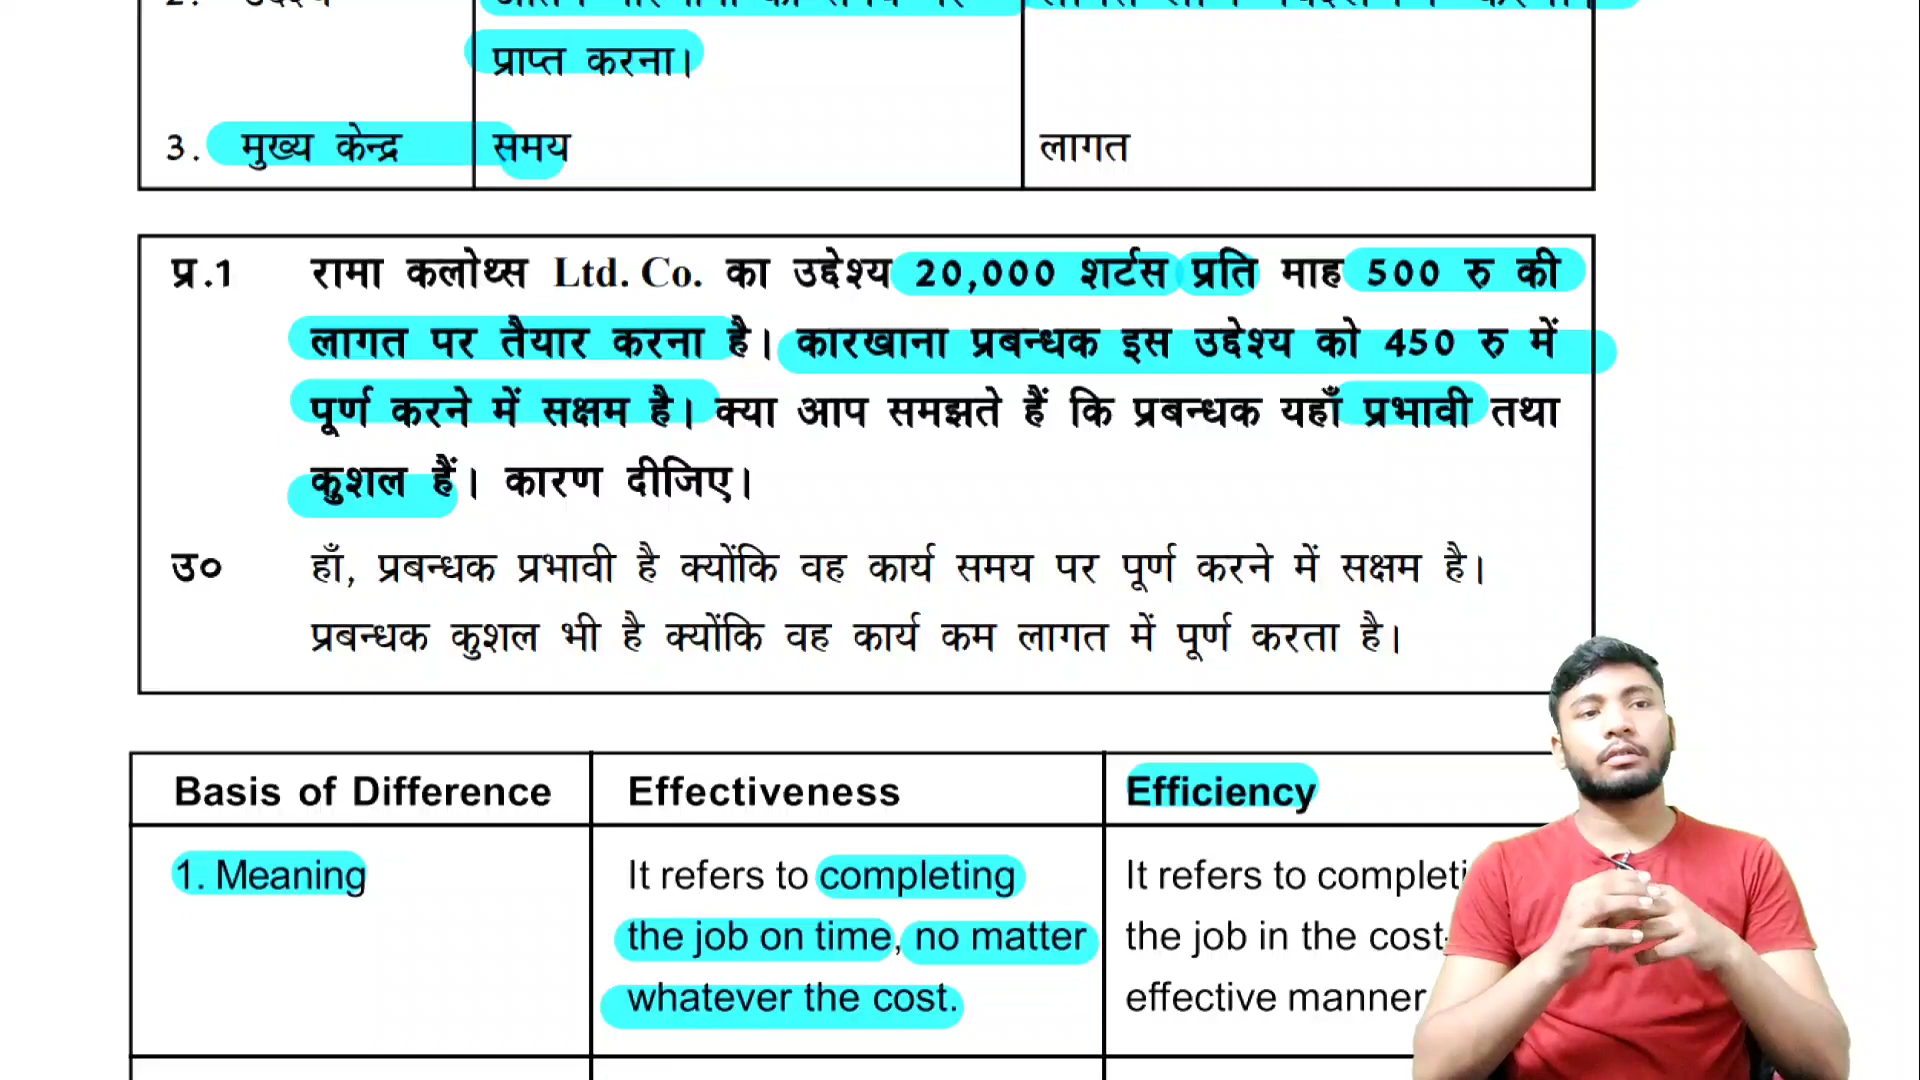 2. उद्देश्य
प्राप्त करना।
3. मुख्य केन्द्र समय लागत
प्र.1 रामा कलोथ्स Ltd. Co. का उद्देश्य 20,000 शर्टस प्रति माह 500 रु की
लागत पर तैयार करना है। कारखाना प्रबन्धक इस उद्देश्य को 450 रु में
पूर्ण करने में सक्षम है। क्या आप समझते हैं कि प्रबन्धक यहाँ प्रभावी तथा
कुशल हैं। कारण दीजिए।
उ० हाँ, प्रबन्धक प्रभावी है क्योंकि वह कार्य समय पर पूर्ण करने में सक्षम है।
प्रबन्धक कुशल भी है क्योंकि वह कार्य कम लागत में पूर्ण करता है।
Basis of Difference Effectiveness Efficiency
1. Meaning It refers to completing It refers to completi
the job on time, no matter the job in the cost-
whatever the cost. effective manner